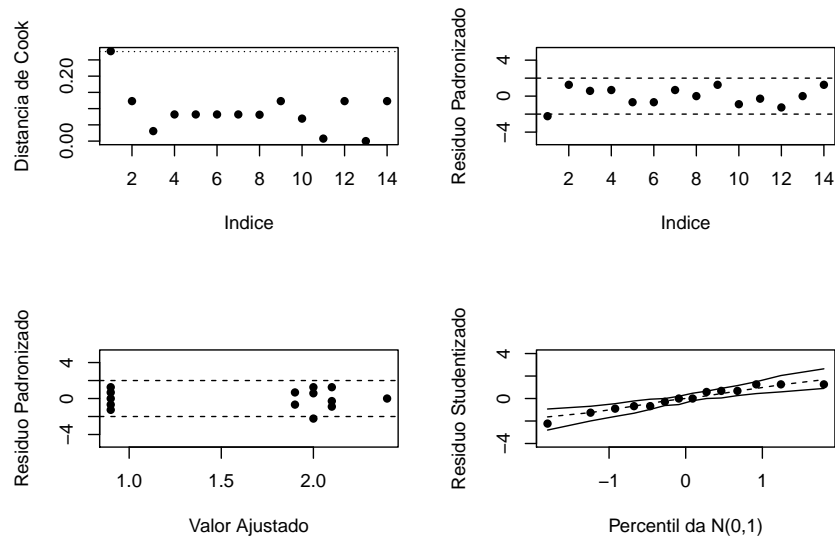 Distancia de Cook
0.20
0.00
2 4 6 8 10 12 14
Indice
Residuo Padronizado
4
0
−4
2 4 6 8 10 12 14
Indice
Residuo Padronizado
4
0
−4
1.0 1.5 2.0
Valor Ajustado
Residuo Studentizado
4
0
−4
−1 0 1
Percentil da N(0,1)